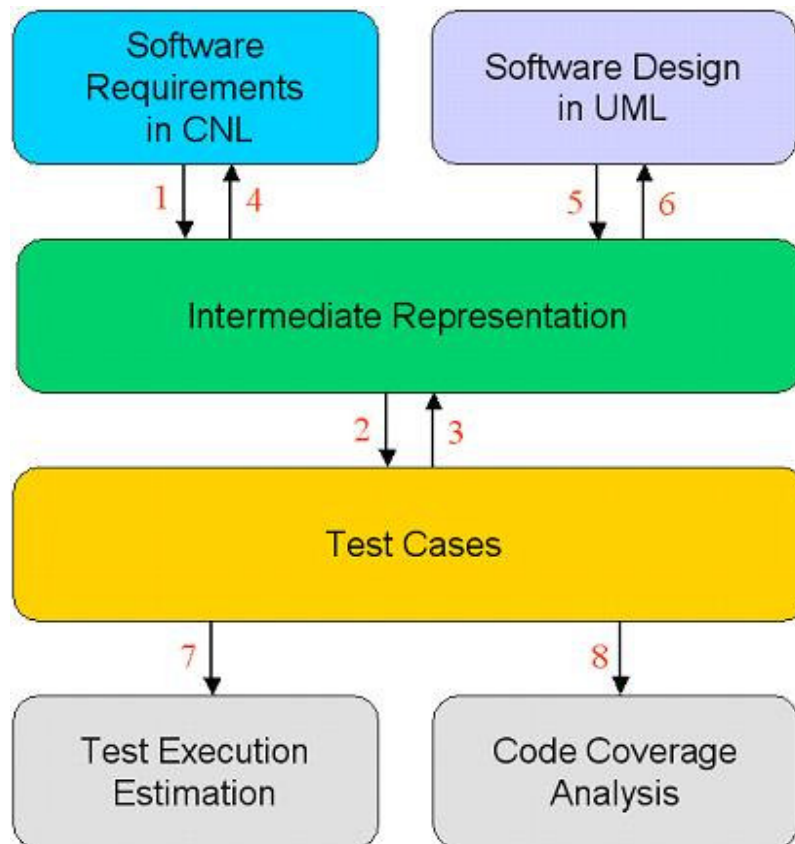 Software
Requirements
in CNL
Software Design
in UML
1
4
5
6
Intermediate Representation
2
3
Test Cases
7
8
Test Execution
Estimation
Code Coverage
Analysis